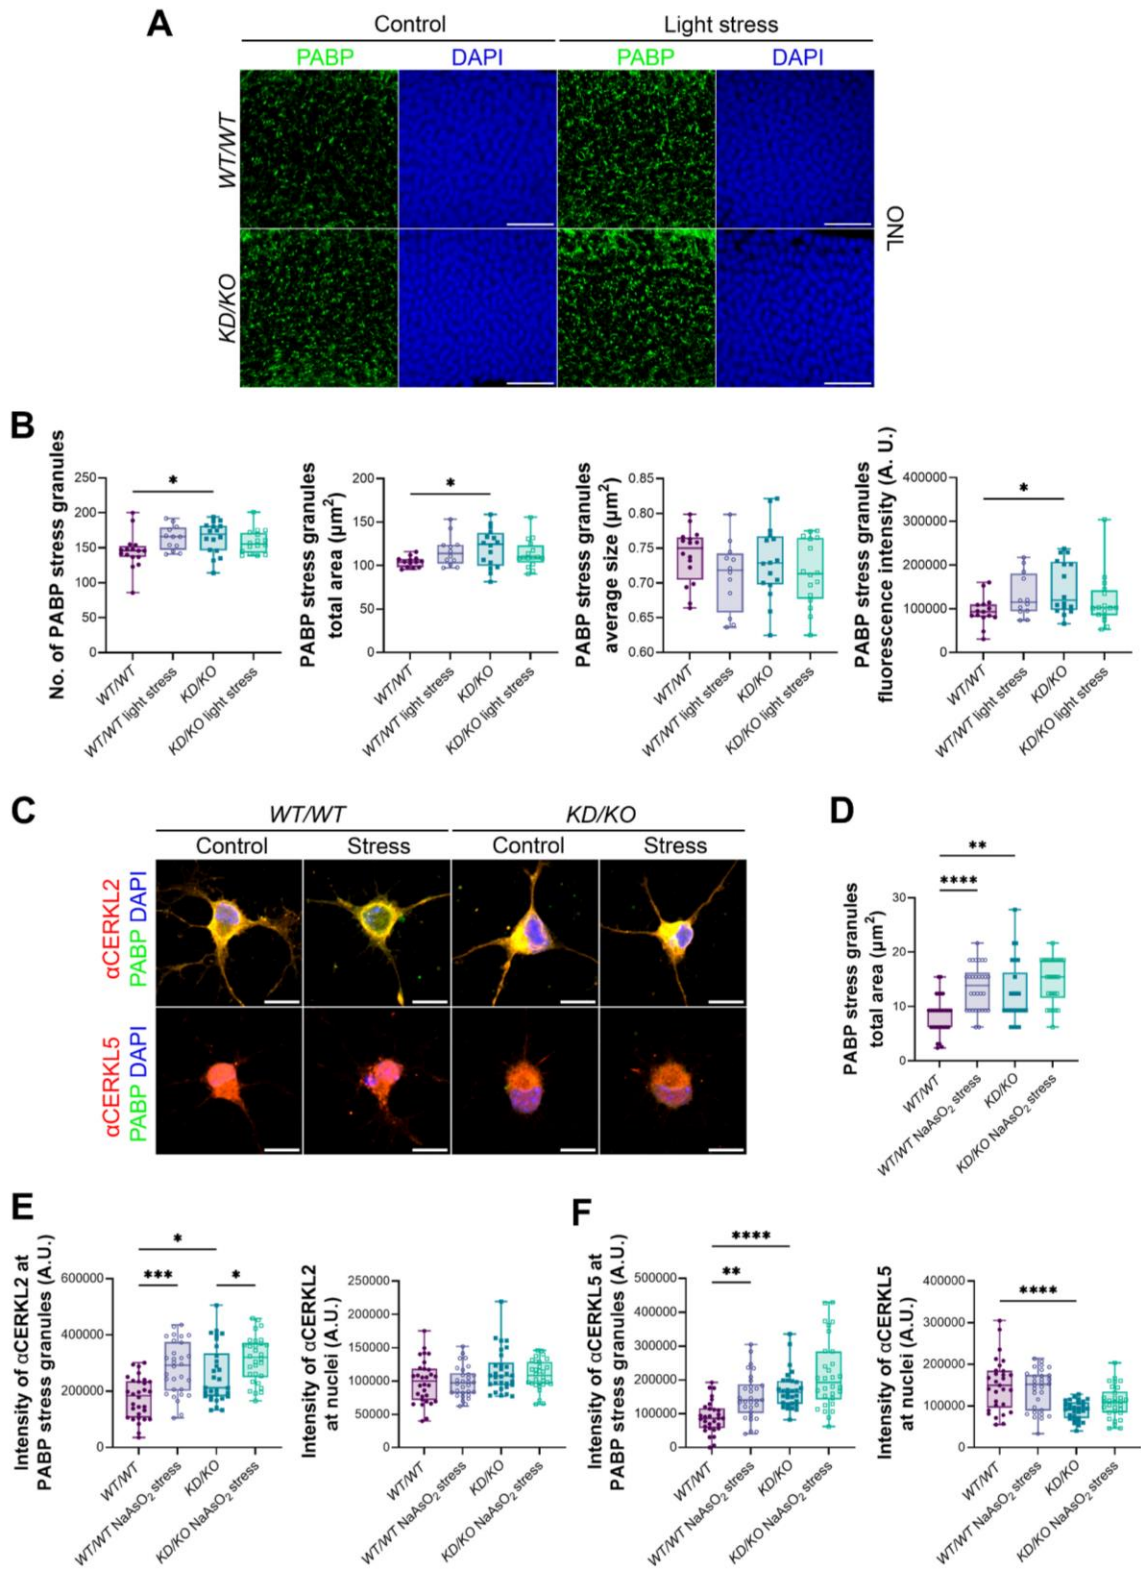 A
Control
Light stress
PABP
DAPI
PABP
DAPI
WT/WT
KD/KO
ONL
B
No. of PABP stress granules
250
200
150
100
50
0
*
WT/WT
WT/WT light stress
KD/KO
KD/KO light stress
PABP stress granules
total area (µm²)
200
150
100
50
0
*
WT/WT
WT/WT light stress
KD/KO
KD/KO light stress
PABP stress granules
average size (µm²)
0.85
0.80
0.75
0.70
0.65
0.60
WT/WT
WT/WT light stress
KD/KO
KD/KO light stress
PABP stress granules
fluorescence intensity (A. U.)
400000
300000
200000
100000
0
*
WT/WT
WT/WT light stress
KD/KO
KD/KO light stress
C
WT/WT
KD/KO
Control
Stress
Control
Stress
αCERKL2
PABP DAPI
αCERKL5
PABP DAPI
D
PABP stress granules
total area (µm²)
30
20
10
0
**
****
WT/WT
WT/WT NaAsO₂ stress
KD/KO
KD/KO NaAsO₂ stress
E
Intensity of αCERKL2 at
PABP stress granules (A.U.)
600000
400000
200000
0
*
***
*
WT/WT
WT/WT NaAsO₂ stress
KD/KO
KD/KO NaAsO₂ stress
Intensity of αCERKL2
at nuclei (A.U.)
250000
200000
150000
100000
50000
0
WT/WT
WT/WT NaAsO₂ stress
KD/KO
KD/KO NaAsO₂ stress
F
Intensity of αCERKL5 at
PABP stress granules (A.U.)
500000
400000
300000
200000
100000
0
****
**
WT/WT
WT/WT NaAsO₂ stress
KD/KO
KD/KO NaAsO₂ stress
Intensity of αCERKL5
at nuclei (A.U.)
400000
300000
200000
100000
0
****
WT/WT
WT/WT NaAsO₂ stress
KD/KO
KD/KO NaAsO₂ stress